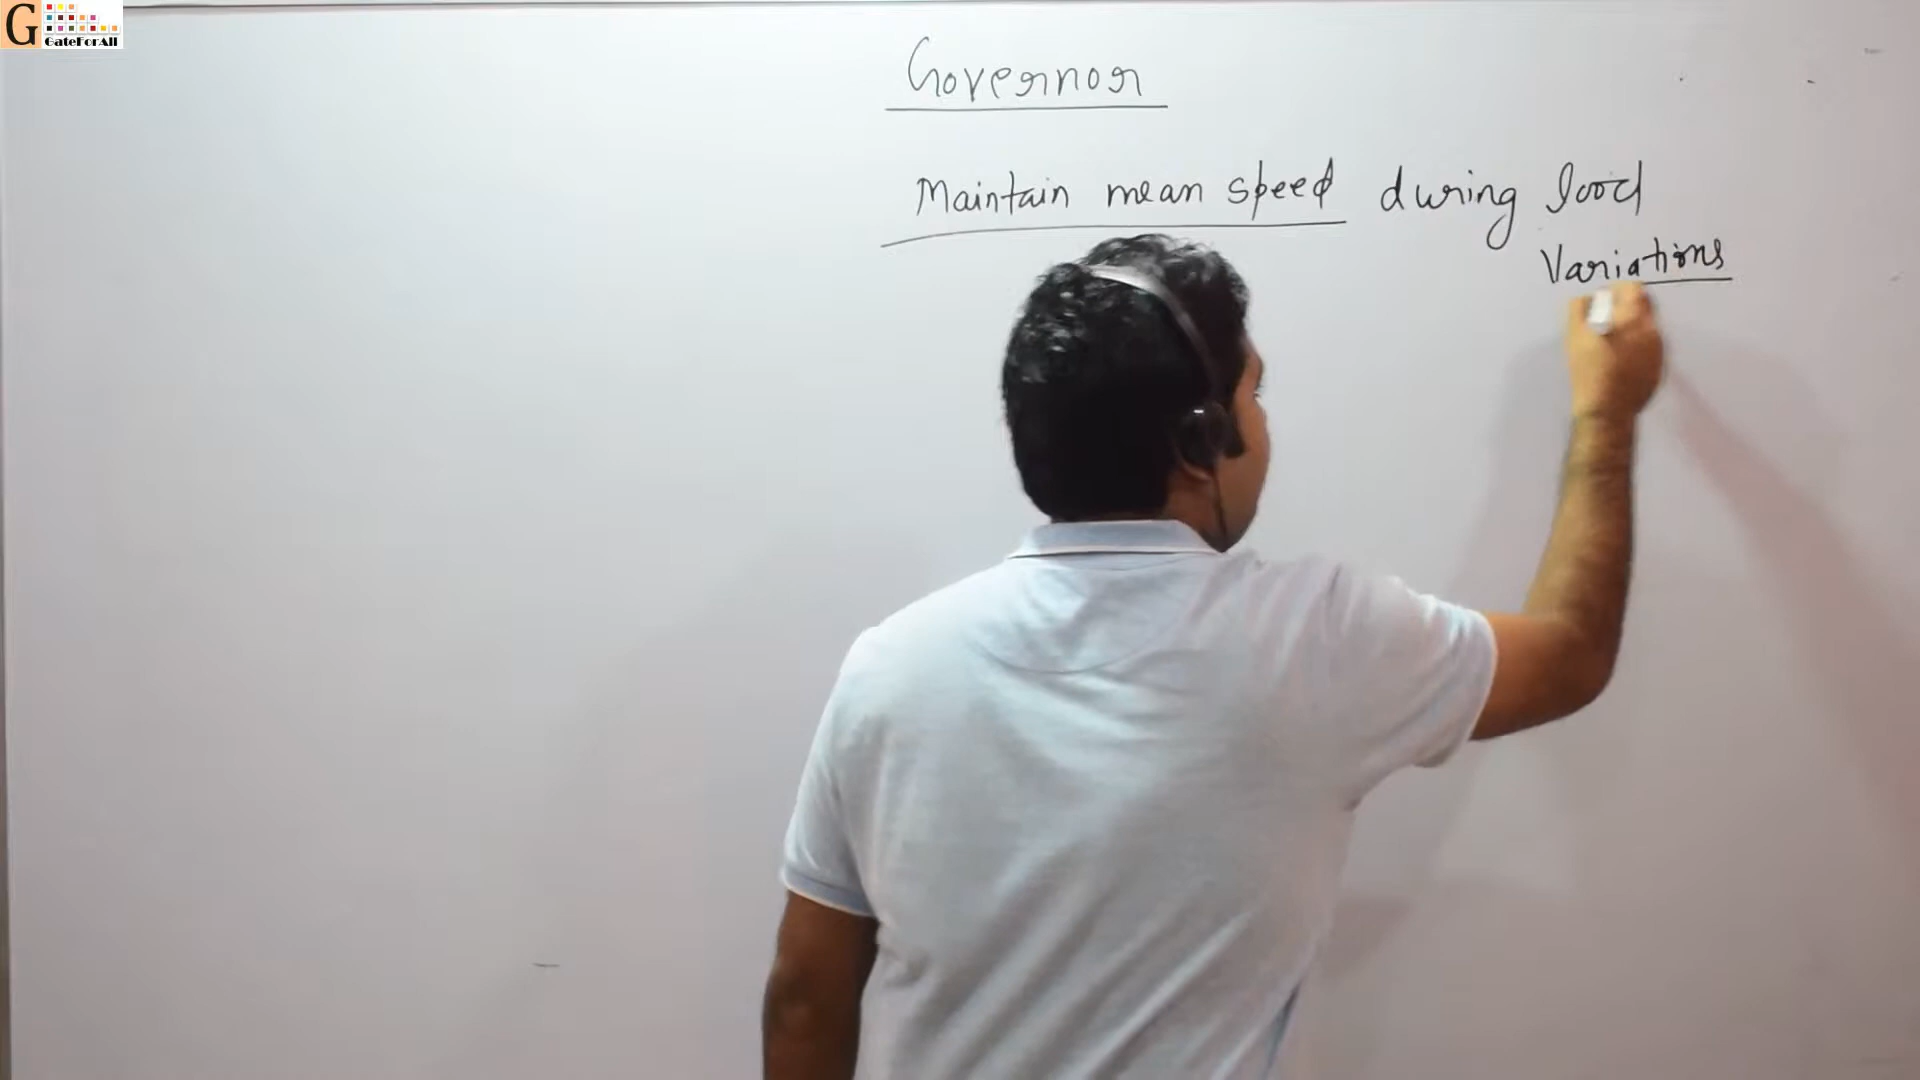 G
GateForAll
Governor
Maintain mean speed during load
Variations